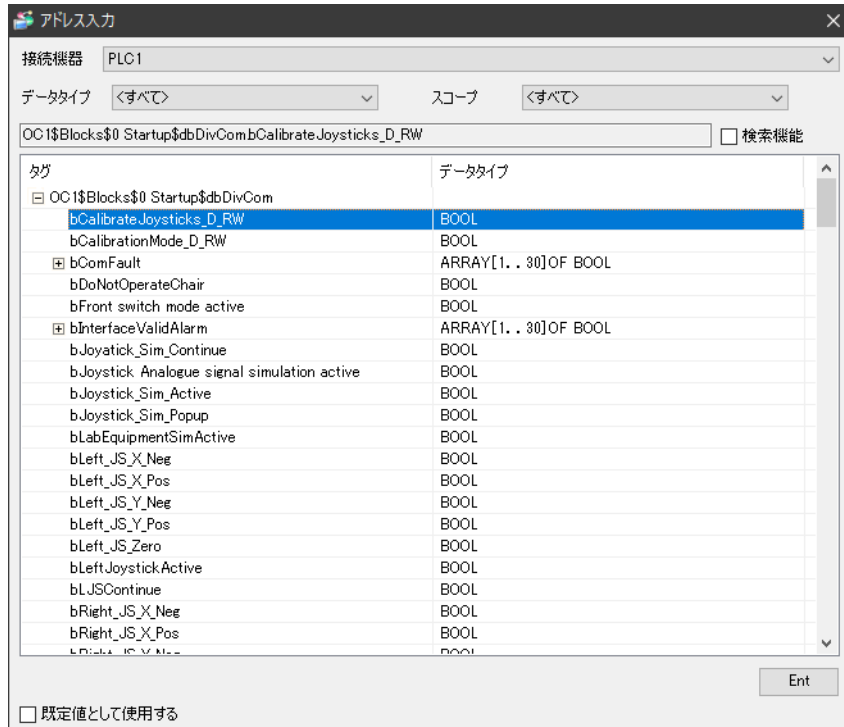 アドレス入力
接続機器 PLC1
データタイプ <すべて> スコープ <すべて>
OC1$Blocks$0 Startup$dbDivCom.bCalibrateJoysticks_D_RW 検索機能
タグ データタイプ
OC1$Blocks$0 Startup$dbDivCom
bCalibrateJoysticks_D_RW BOOL
bCalibrationMode_D_RW BOOL
bComFault ARRAY[1..30]OF BOOL
bDoNotOperateChair BOOL
bFront switch mode active BOOL
bInterfaceValidAlarm ARRAY[1..30]OF BOOL
bJoyatick_Sim_Continue BOOL
bJoystick Analogue signal simulation active BOOL
bJoystick_Sim_Active BOOL
bJoystick_Sim_Popup BOOL
bLabEquipmentSimActive BOOL
bLeft_JS_X_Neg BOOL
bLeft_JS_X_Pos BOOL
bLeft_JS_Y_Neg BOOL
bLeft_JS_Y_Pos BOOL
bLeft_JS_Zero BOOL
bLeftJoystickActive BOOL
bLJSContinue BOOL
bRight_JS_X_Neg BOOL
bRight_JS_X_Pos BOOL
Ent
既定値として使用する